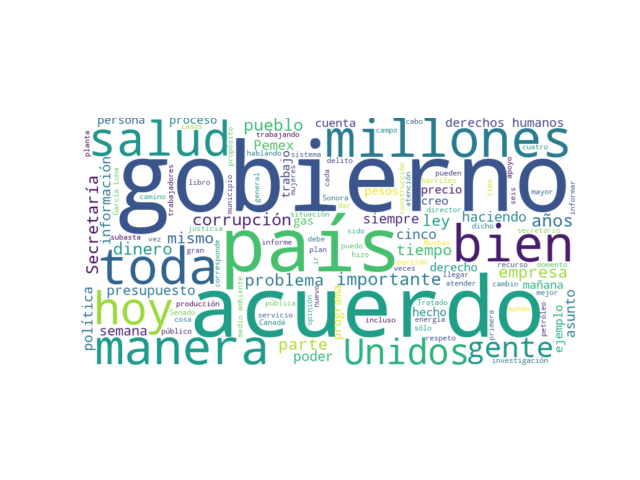 persona proceso pueblo cuenta cabo campo derechos humanos
planta casos salud propósito hablando sistema delito millones cuatro
gobierno
Secretaría información García Luna camino trabajadores libro municipio general Pemex trabajo mujeres cada Sonora dar pesos construcción atención pueden barriles precio creo tipo seis apoyo mayor informar
corrupción gas situación siempre ley director haciendo años
subasta vez mismo justicia gran corresponde país informe debe plan sido puedo hizo partido veces tiempo Muchas dicho secretario bien
dinero toda problema importante derecho llegar atender recurso cambio momento mejor empresa mañana
política presupuesto hoy producción Senado cosa medio ambiente pública servicio Canadá nuevo opinión programa acuerdo Tratado hecho energía sólo primera mundo petróleo ejemplo asunto
semana público incluso respeto
manera parte poder ir Unidos gente investigación